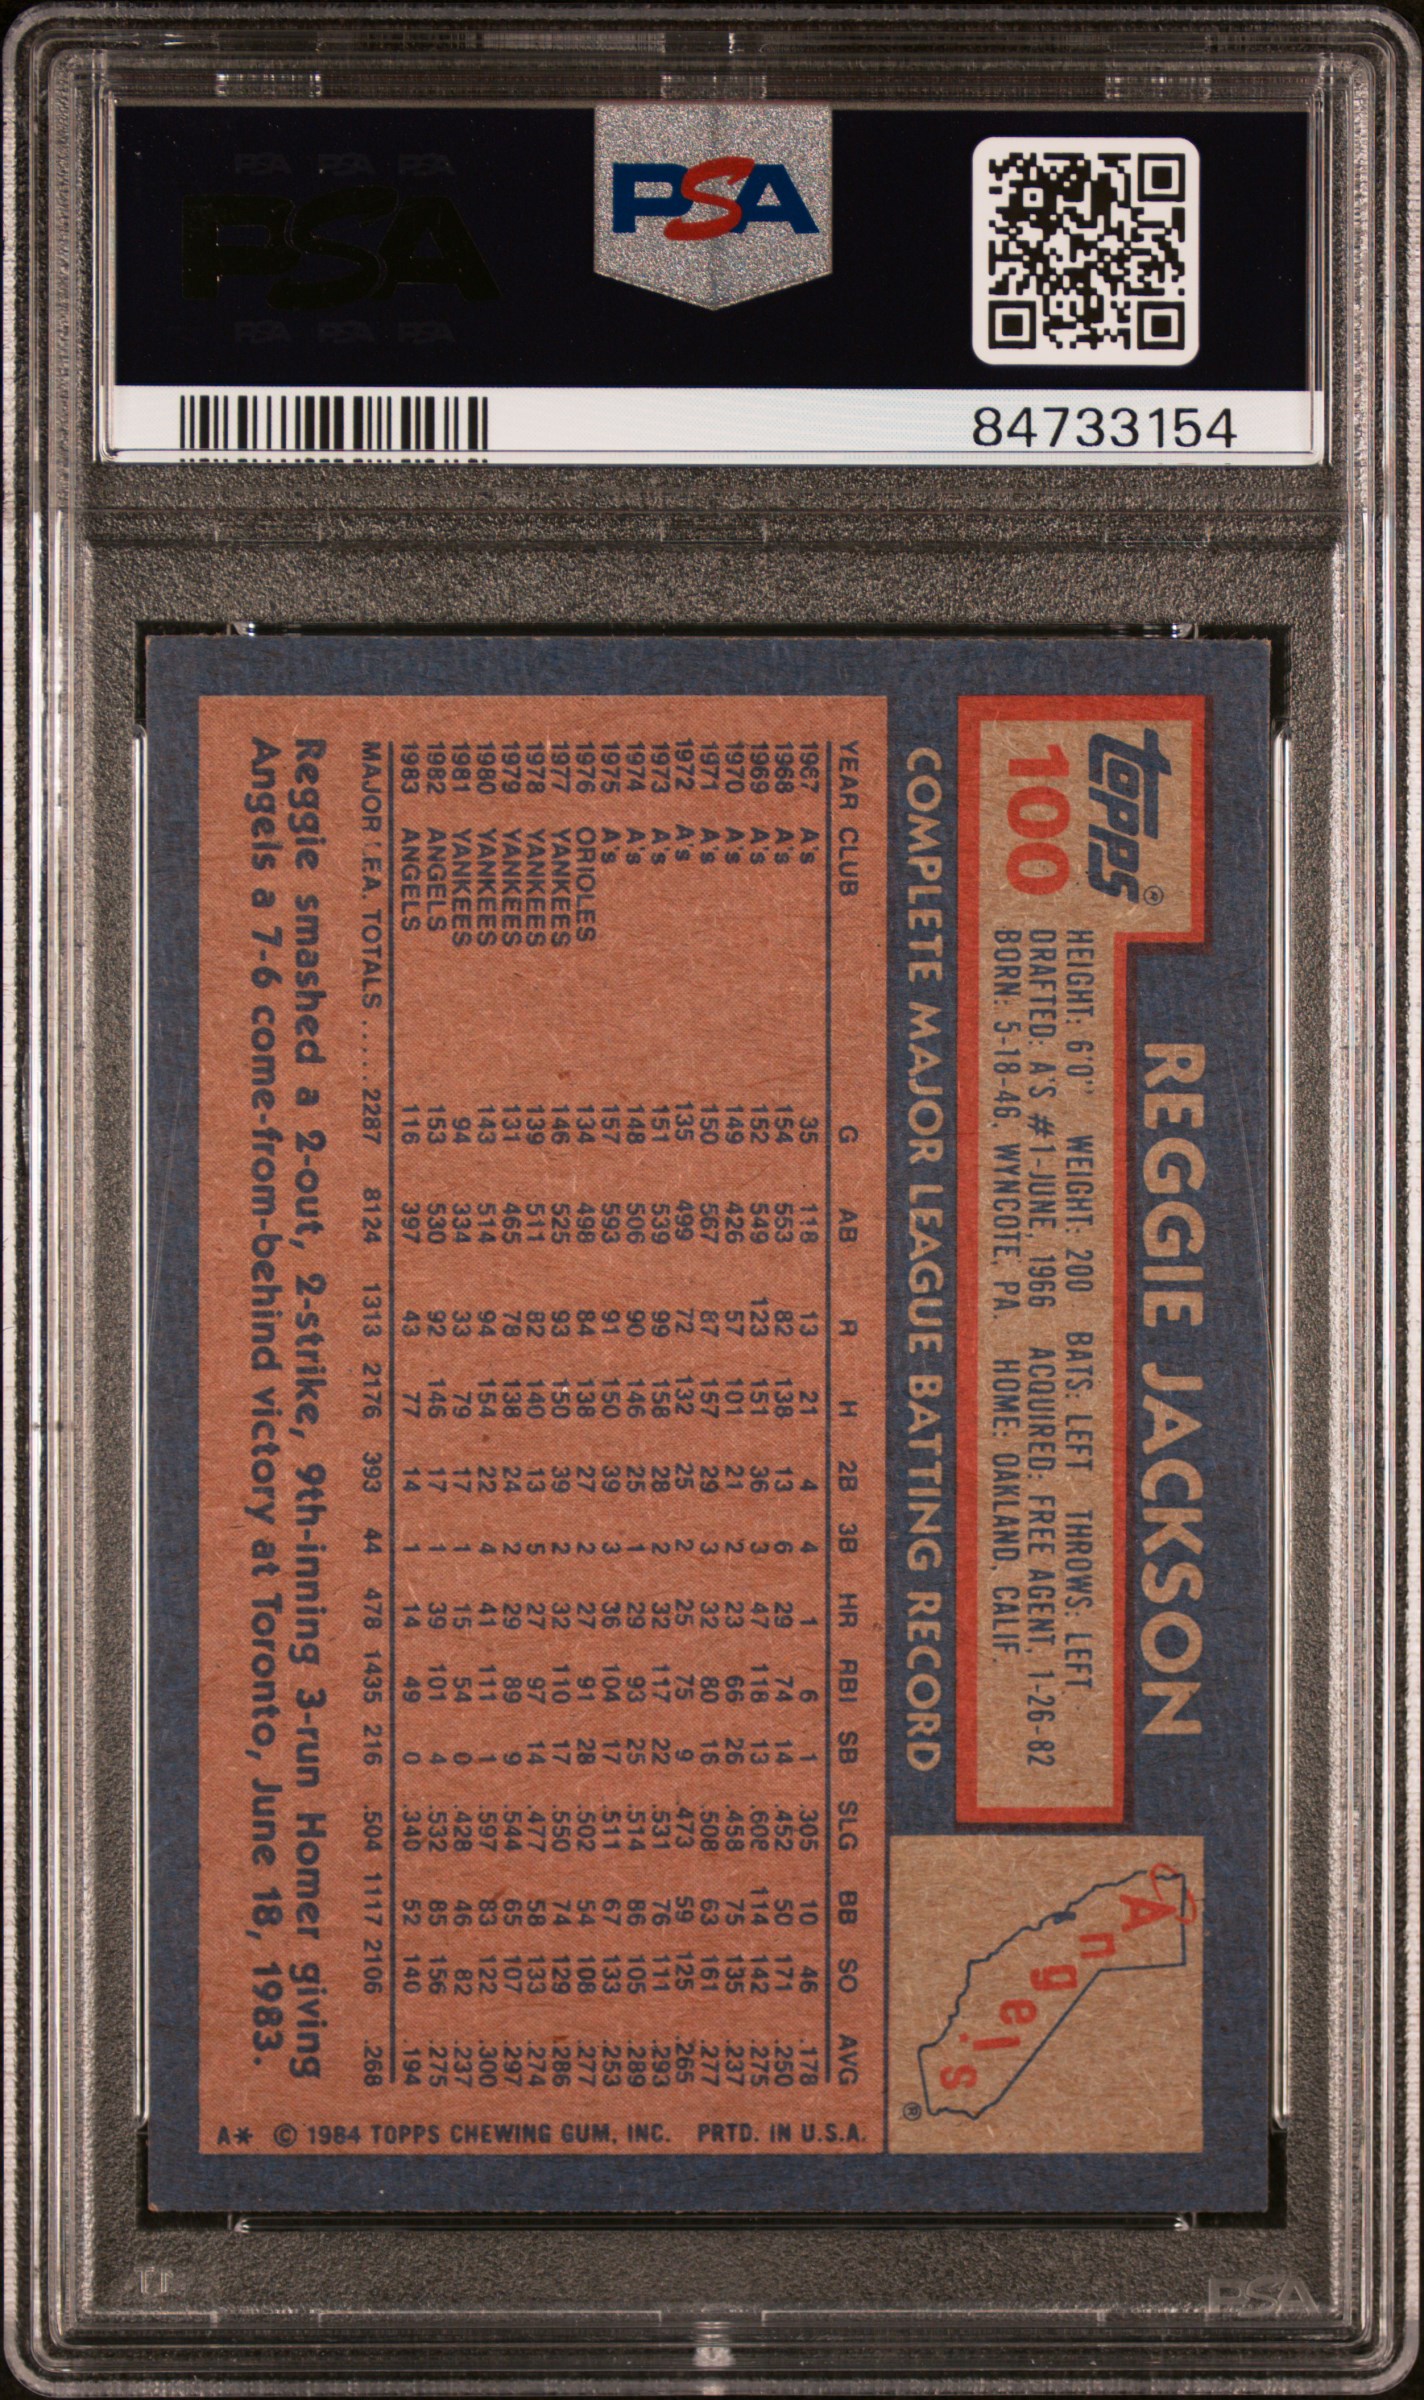 PSA PSA PSA
PSA
PSA PSA PSA
PSA
84733154
topps®
100
REGGIE JACKSON
HEIGHT: 6'0" WEIGHT: 200 BATS: LEFT THROWS: LEFT
DRAFTED: A'S #1-JUNE, 1966 ACQUIRED: FREE AGENT, 1-26-82
BORN: 5-18-46, WYNCOTE, PA. HOME: OAKLAND, CALIF.
Angels
®
COMPLETE MAJOR LEAGUE BATTING RECORD
YEAR CLUB G AB R H 2B 3B HR RBI SB SLG BB SO AVG
1967 A's 35 118 13 21 4 4 1 6 1 .305 10 46 .178
1968 A's 154 553 82 138 13 6 29 74 14 .452 50 171 .250
1969 A's 152 549 123 151 36 3 47 118 13 .608 114 142 .275
1970 A's 149 426 57 101 21 2 23 66 26 .458 75 135 .237
1971 A's 150 567 87 157 29 3 32 80 16 .508 63 161 .277
1972 A's 135 499 72 132 25 2 25 75 9 .473 59 125 .265
1973 A's 151 539 99 158 28 2 32 117 22 .531 76 111 .293
1974 A's 148 506 90 146 25 1 29 93 25 .514 86 105 .289
1975 A's 157 593 91 150 39 3 36 104 17 .511 67 133 .253
1976 ORIOLES 134 498 84 138 27 2 27 91 28 .502 54 108 .277
1977 YANKEES 146 525 93 150 39 2 32 110 17 .550 74 129 .286
1978 YANKEES 139 511 82 140 13 5 27 97 14 .477 58 133 .274
1979 YANKEES 131 465 78 138 24 2 29 89 9 .544 65 107 .297
1980 YANKEES 143 514 94 154 22 4 41 111 1 .597 83 122 .300
1981 YANKEES 94 334 33 79 17 1 15 54 0 .428 46 82 .237
1982 ANGELS 153 530 92 146 17 1 39 101 4 .532 85 156 .275
1983 ANGELS 116 397 43 77 14 1 14 49 0 .340 52 140 .194
MAJOR LEA. TOTALS ..... 2287 8124 1313 2176 393 44 478 1435 216 .504 1117 2106 .268
Reggie smashed a 2-out, 2-strike, 9th-inning 3-run Homer giving
Angels a 7-6 come-from-behind victory at Toronto, June 18, 1983.
A* © 1984 TOPPS CHEWING GUM, INC. PRTD. IN U.S.A.
PSA